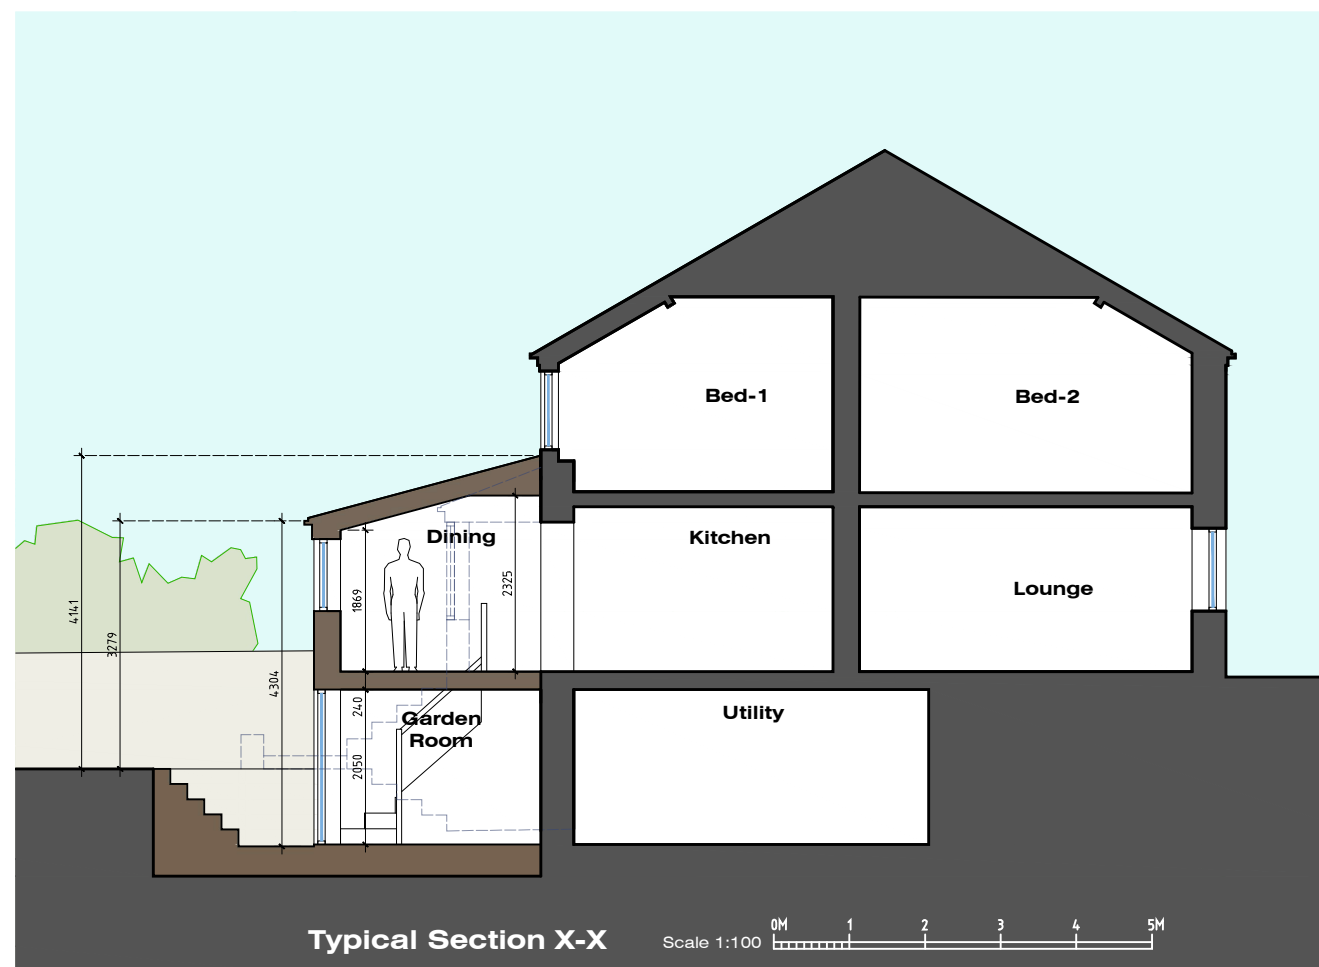 Bed-1
Bed-2
Dining
Kitchen
Lounge
4141
3279
4304
1869
2325
240
2050
Garden
Room
Utility
Typical Section X-X
Scale 1:100
0M 1 2 3 4 5M